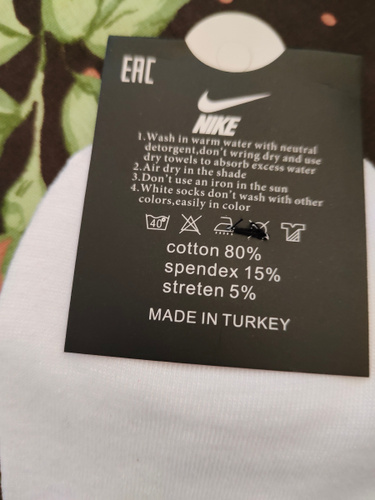 EAC
NIKE
1.Wash in warm water with neutral
detergent,don't wring dry and use
dry towels to absorb excess water
2.Air dry in the shade
3.Don't use an iron in the sun
4.White socks don't wash with other
colors,easily in color
40°
cotton 80%
spendex 15%
streten 5%
MADE IN TURKEY